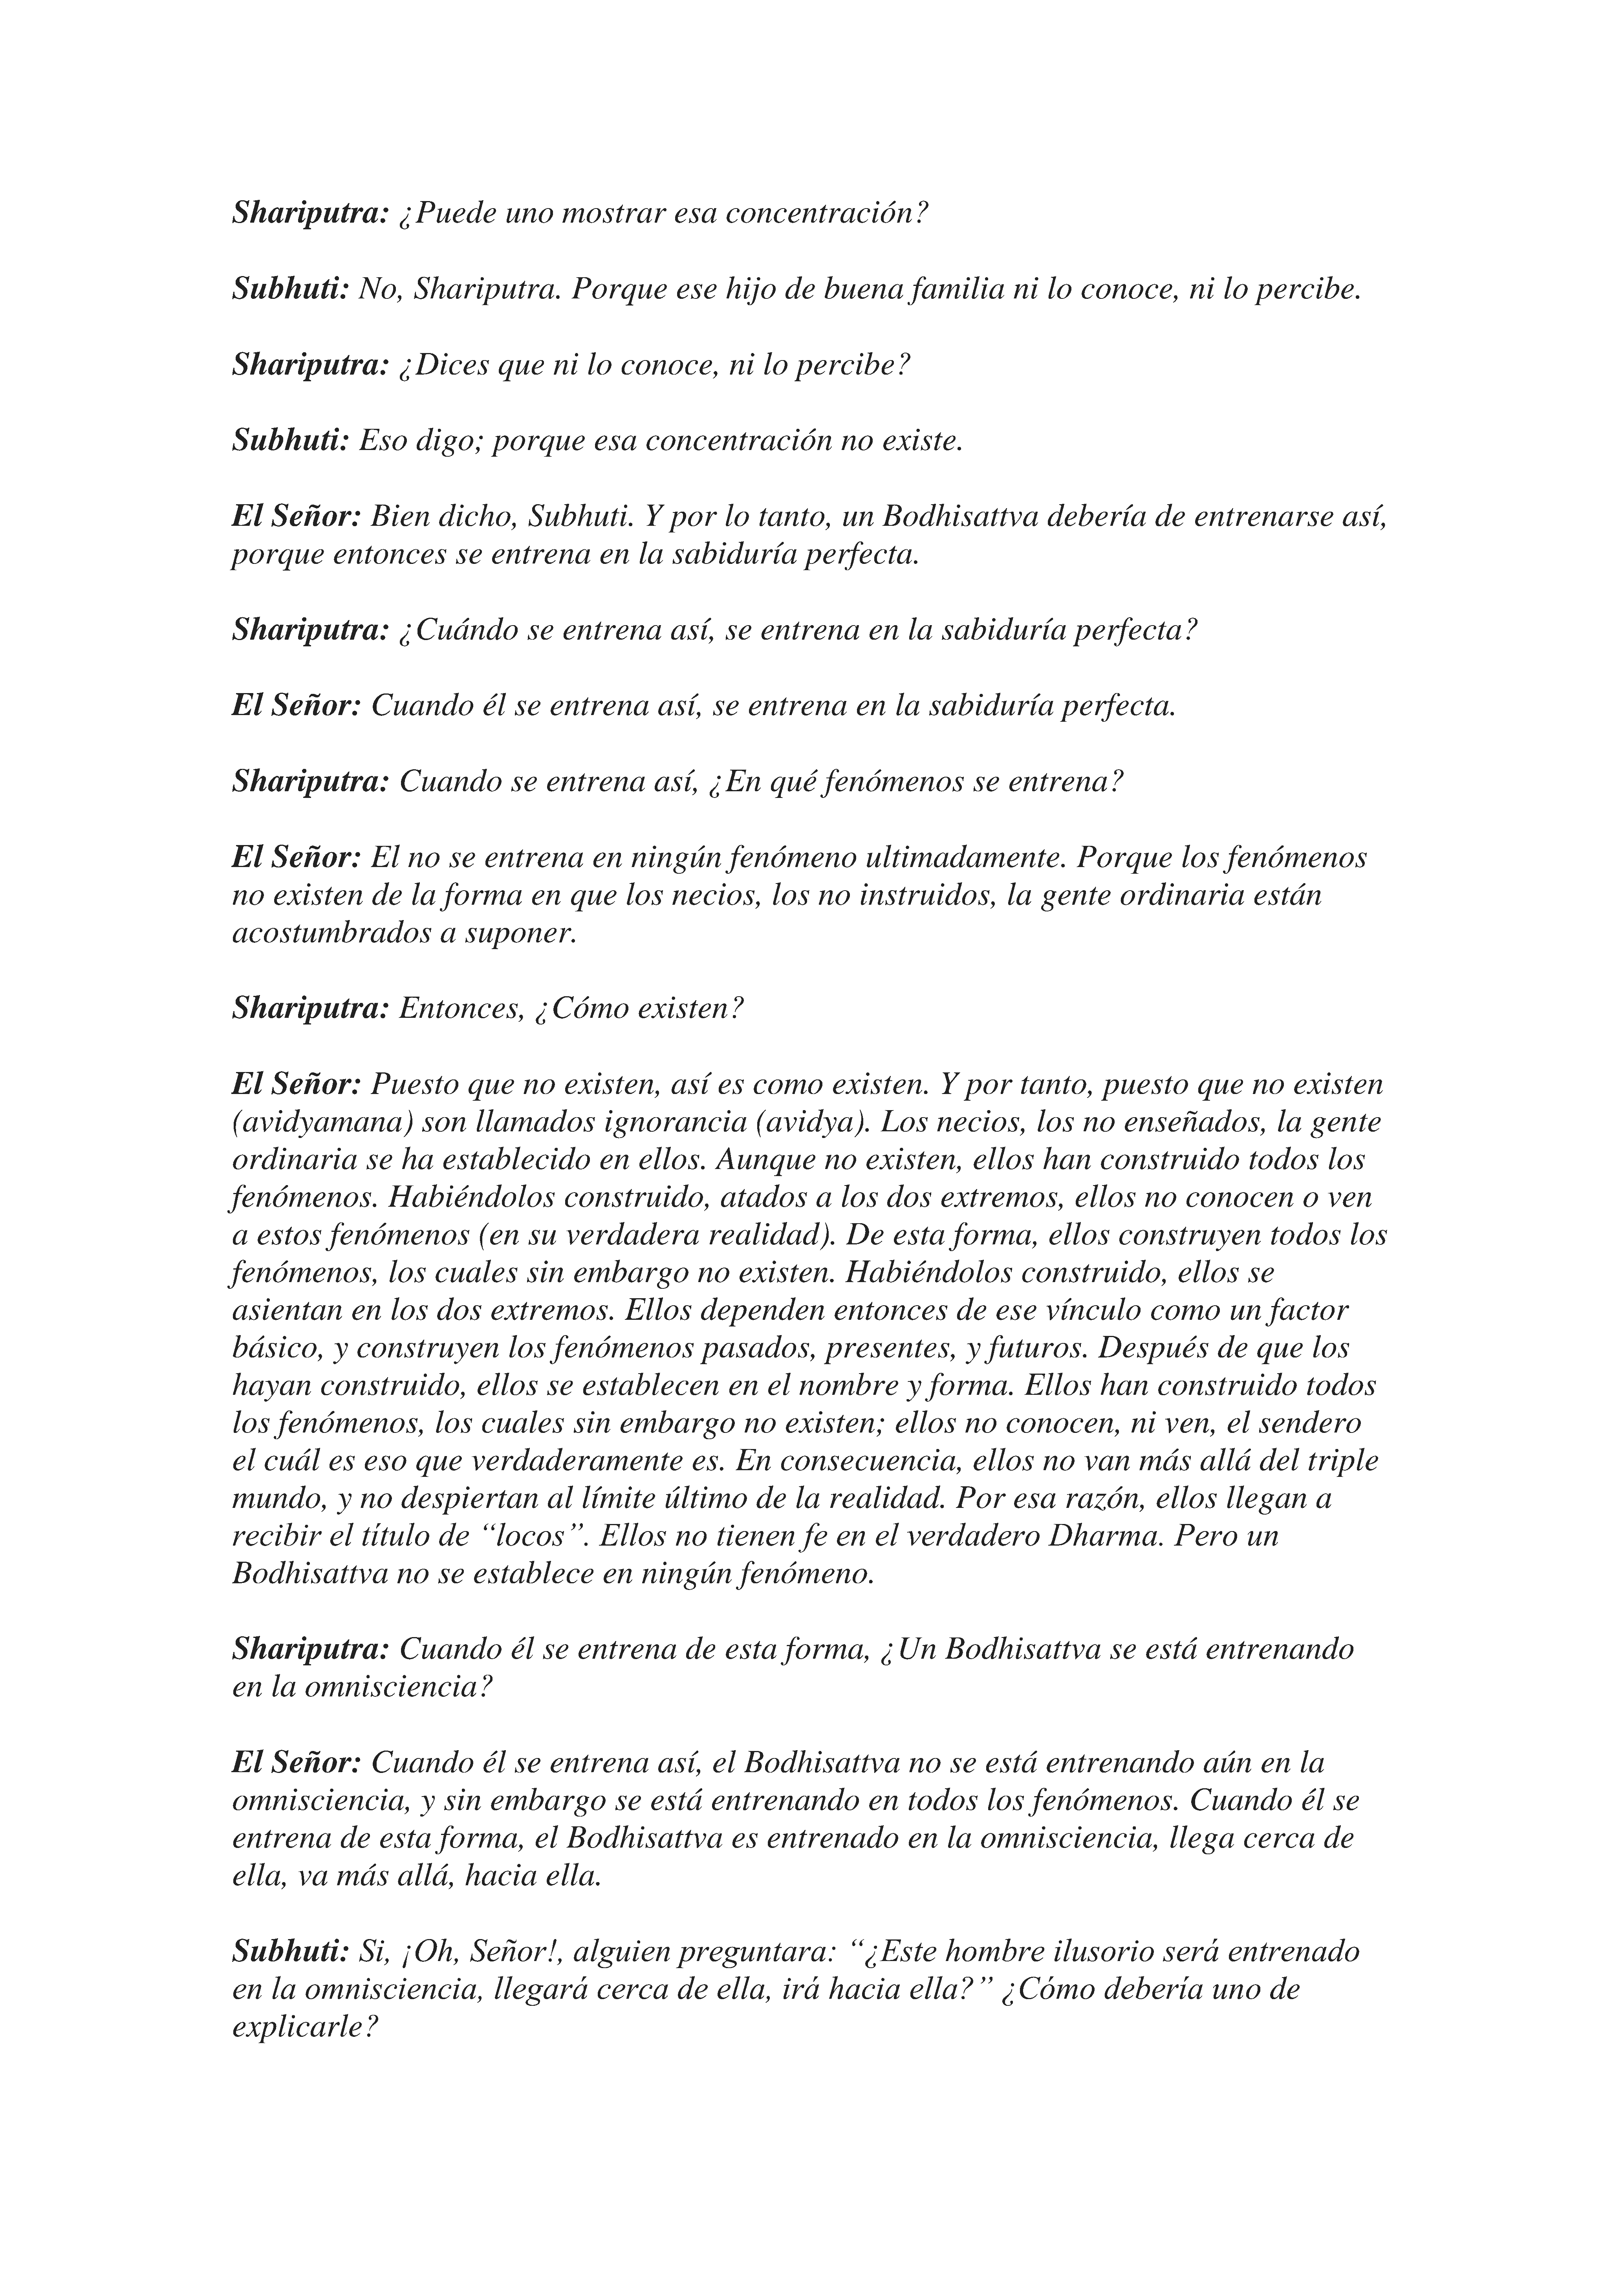 Shariputra: ¿Puede uno mostrar esa concentración?
Subhuti: No, Shariputra. Porque ese hijo de buena familia ni lo conoce, ni lo percibe.
Shariputra: ¿Dices que ni lo conoce, ni lo percibe?
Subhuti: Eso digo; porque esa concentración no existe.
El Señor: Bien dicho, Subhuti. Y por lo tanto, un Bodhisattva debería de entrenarse así,
porque entonces se entrena en la sabiduría perfecta.
Shariputra: ¿Cuándo se entrena así, se entrena en la sabiduría perfecta?
El Señor: Cuando él se entrena así, se entrena en la sabiduría perfecta.
Shariputra: Cuando se entrena así, ¿En qué fenómenos se entrena?
El Señor: El no se entrena en ningún fenómeno ultimadamente. Porque los fenómenos
no existen de la forma en que los necios, los no instruidos, la gente ordinaria están
acostumbrados a suponer.
Shariputra: Entonces, ¿Cómo existen?
El Señor: Puesto que no existen, así es como existen. Y por tanto, puesto que no existen
(avidyamana) son llamados ignorancia (avidya). Los necios, los no enseñados, la gente
ordinaria se ha establecido en ellos. Aunque no existen, ellos han construido todos los
fenómenos. Habiéndolos construido, atados a los dos extremos, ellos no conocen o ven
a estos fenómenos (en su verdadera realidad). De esta forma, ellos construyen todos los
fenómenos, los cuales sin embargo no existen. Habiéndolos construido, ellos se
asientan en los dos extremos. Ellos dependen entonces de ese vínculo como un factor
básico, y construyen los fenómenos pasados, presentes, y futuros. Después de que los
hayan construido, ellos se establecen en el nombre y forma. Ellos han construido todos
los fenómenos, los cuales sin embargo no existen; ellos no conocen, ni ven, el sendero
el cuál es eso que verdaderamente es. En consecuencia, ellos no van más allá del triple
mundo, y no despiertan al límite último de la realidad. Por esa razón, ellos llegan a
recibir el título de “locos”. Ellos no tienen fe en el verdadero Dharma. Pero un
Bodhisattva no se establece en ningún fenómeno.
Shariputra: Cuando él se entrena de esta forma, ¿Un Bodhisattva se está entrenando
en la omnisciencia?
El Señor: Cuando él se entrena así, el Bodhisattva no se está entrenando aún en la
omnisciencia, y sin embargo se está entrenando en todos los fenómenos. Cuando él se
entrena de esta forma, el Bodhisattva es entrenado en la omnisciencia, llega cerca de
ella, va más allá, hacia ella.
Subhuti: Si, ¡Oh, Señor!, alguien preguntara: “¿Este hombre ilusorio será entrenado
en la omnisciencia, llegará cerca de ella, irá hacia ella?” ¿Cómo debería uno de
explicarle?